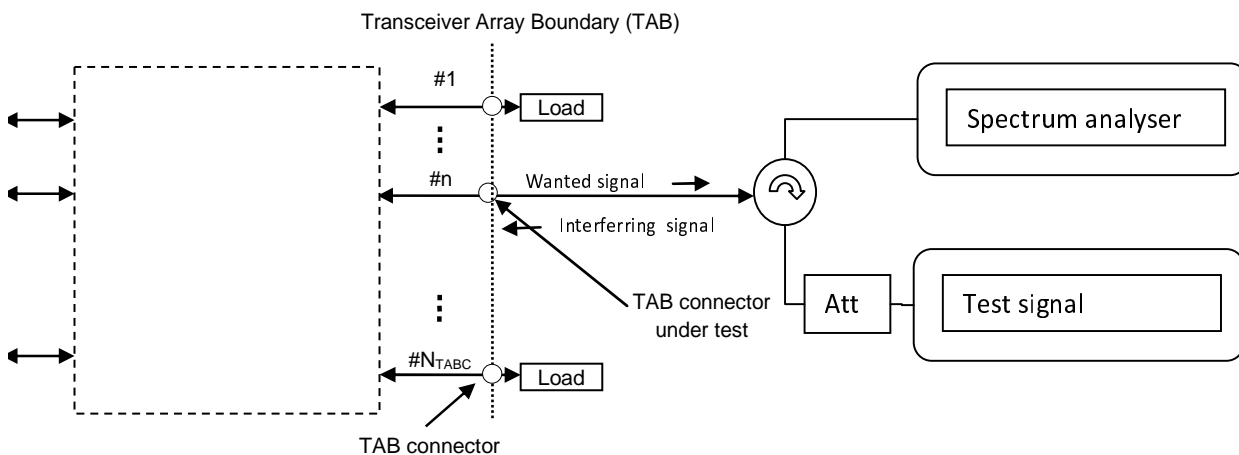 Transceiver Array Boundary (TAB)
#1
Load
Spectrum analyser
#n
Wanted signal
Interferring signal
TAB connector
under test
Att
Test signal
#NTABC
Load
TAB connector